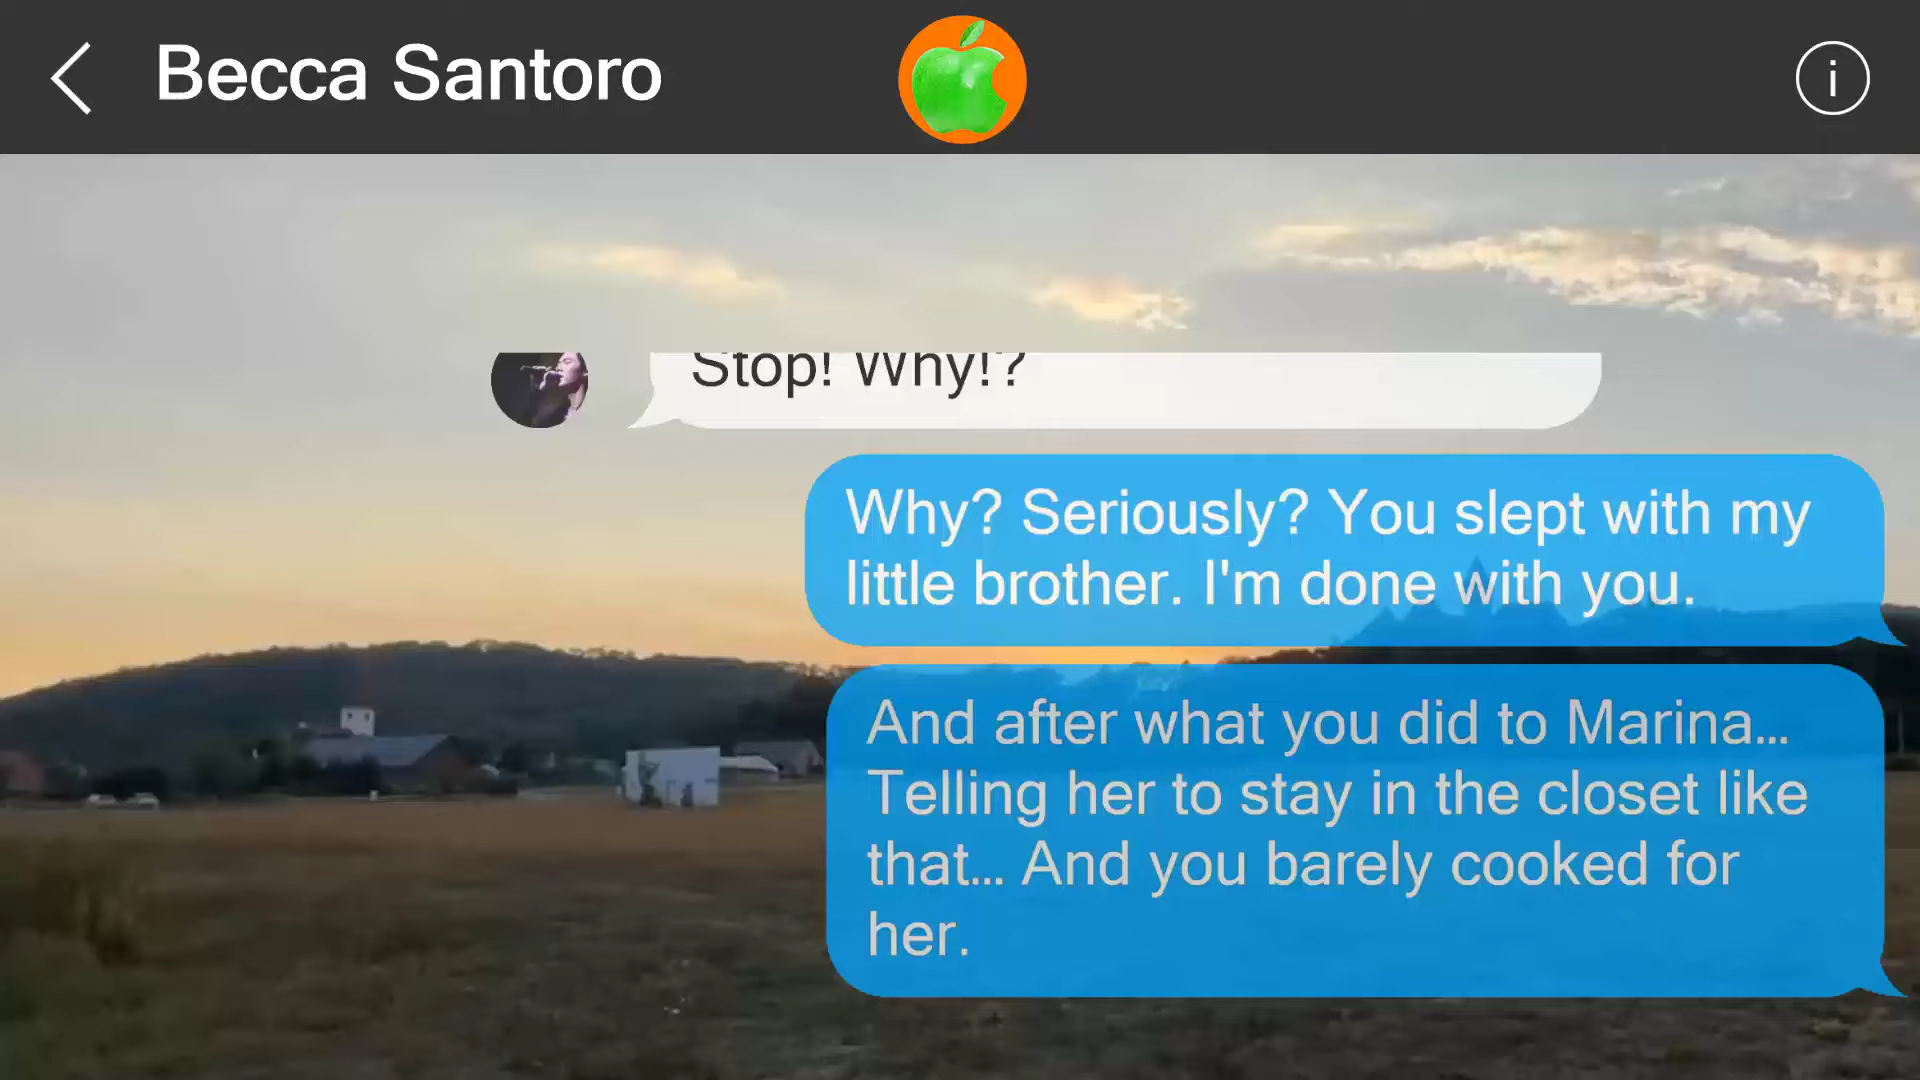 Becca Santoro
i
Stop! Why!?
Why? Seriously? You slept with my
little brother. I'm done with you.
And after what you did to Marina...
Telling her to stay in the closet like
that... And you barely cooked for
her.